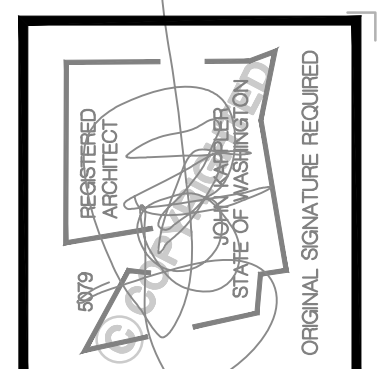 5079
REGISTERED
ARCHITECT
JOHN KAPPLER
STATE OF WASHINGTON
ORIGINAL SIGNATURE REQUIRED
© COPYRIGHTED